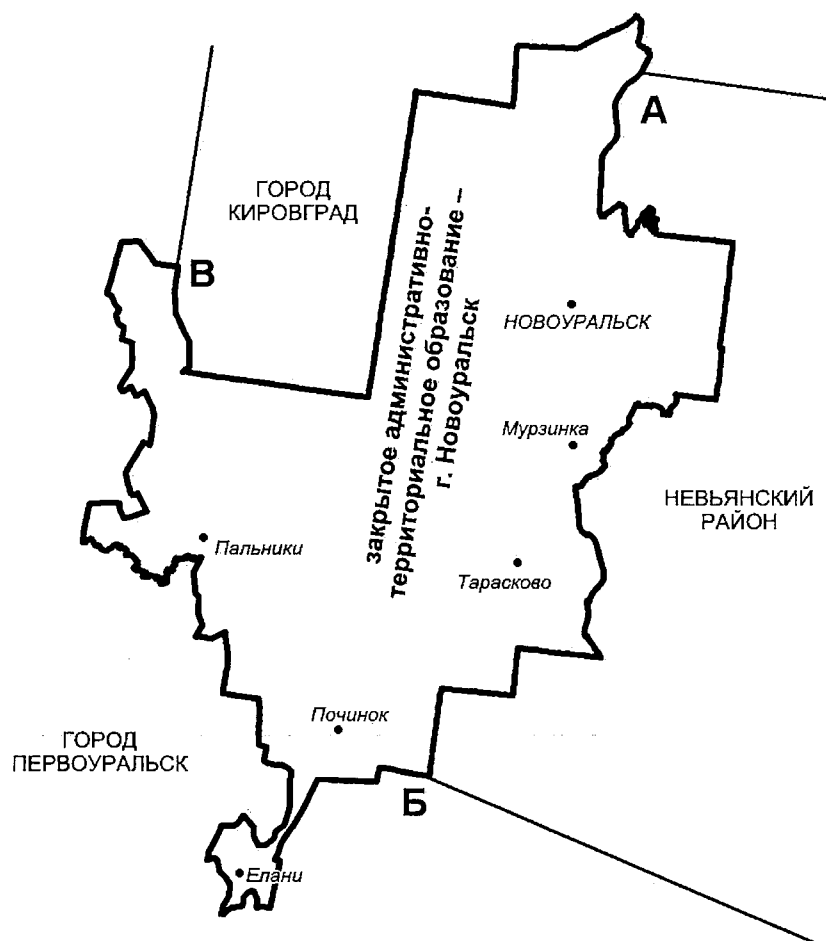 А
ГОРОД
КИРОВГРАД
В
закрытое административно-
территориальное образование –
г. Новоуральск
НОВОУРАЛЬСК
Мурзинка
НЕВЬЯНСКИЙ
РАЙОН
Пальники
Тарасково
Починок
ГОРОД
ПЕРВОУРАЛЬСК
Б
Елани